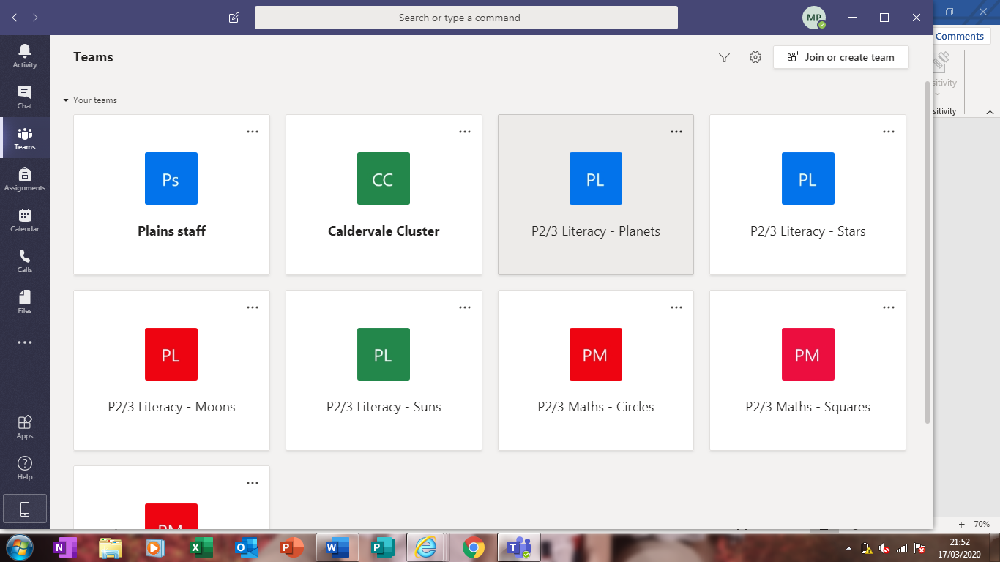 Search or type a command
MP
Comments
Activity
Chat
Teams
Assignments
Calendar
Calls
Files
Apps
Help
Teams
Join or create team
Your teams
Ps
Plains staff
CC
Caldervale Cluster
PL
P2/3 Literacy - Planets
PL
P2/3 Literacy - Stars
PL
P2/3 Literacy - Moons
PL
P2/3 Literacy - Suns
PM
P2/3 Maths - Circles
PM
P2/3 Maths - Squares
PM
sitivity
sitivity
70%
21:52
17/03/2020